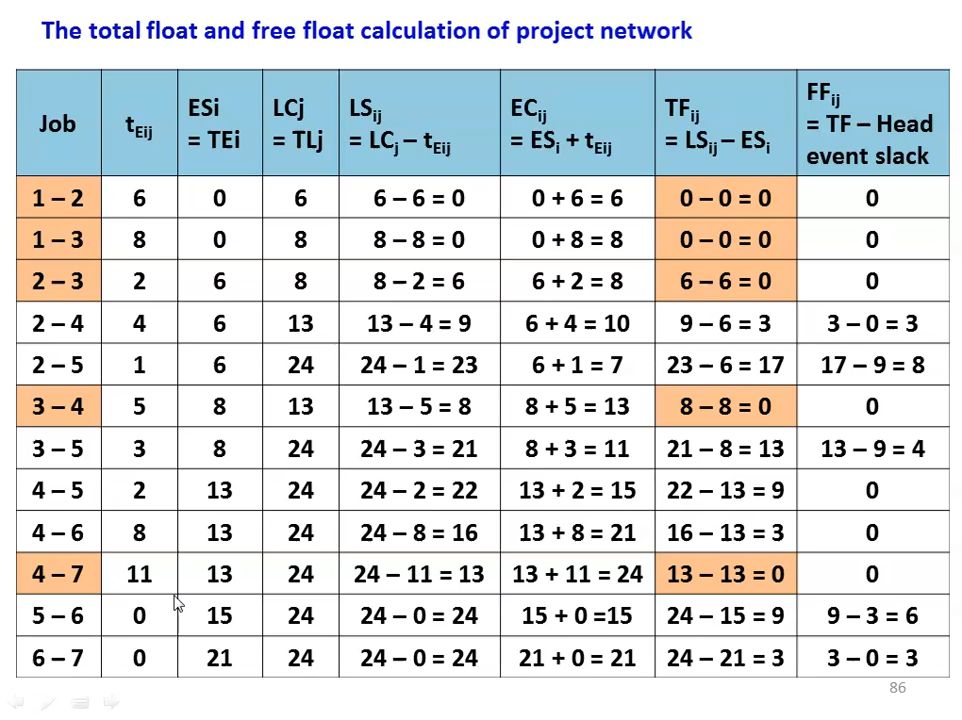 The total float and free float calculation of project network
Job tEij ESi = TEi LCj = TLj LSij = LCj – tEij ECij = ESi + tEij TFij = LSij – ESi FFij = TF – Head event slack
1 – 2 6 0 6 6 – 6 = 0 0 + 6 = 6 0 – 0 = 0 0
1 – 3 8 0 8 8 – 8 = 0 0 + 8 = 8 0 – 0 = 0 0
2 – 3 2 6 8 8 – 2 = 6 6 + 2 = 8 6 – 6 = 0 0
2 – 4 4 6 13 13 – 4 = 9 6 + 4 = 10 9 – 6 = 3 3 – 0 = 3
2 – 5 1 6 24 24 – 1 = 23 6 + 1 = 7 23 – 6 = 17 17 – 9 = 8
3 – 4 5 8 13 13 – 5 = 8 8 + 5 = 13 8 – 8 = 0 0
3 – 5 3 8 24 24 – 3 = 21 8 + 3 = 11 21 – 8 = 13 13 – 9 = 4
4 – 5 2 13 24 24 – 2 = 22 13 + 2 = 15 22 – 13 = 9 0
4 – 6 8 13 24 24 – 8 = 16 13 + 8 = 21 16 – 13 = 3 0
4 – 7 11 13 24 24 – 11 = 13 13 + 11 = 24 13 – 13 = 0 0
5 – 6 0 15 24 24 – 0 = 24 15 + 0 =15 24 – 15 = 9 9 – 3 = 6
6 – 7 0 21 24 24 – 0 = 24 21 + 0 = 21 24 – 21 = 3 3 – 0 = 3
86